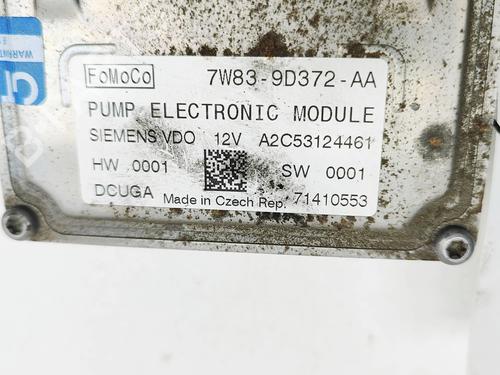 FoMoCo 7W83-9D372-AA
PUMP ELECTRONIC MODULE
SIEMENS VDO 12V A2C53124461
HW 0001 SW 0001
DCUGA Made in Czech Rep. 71410553